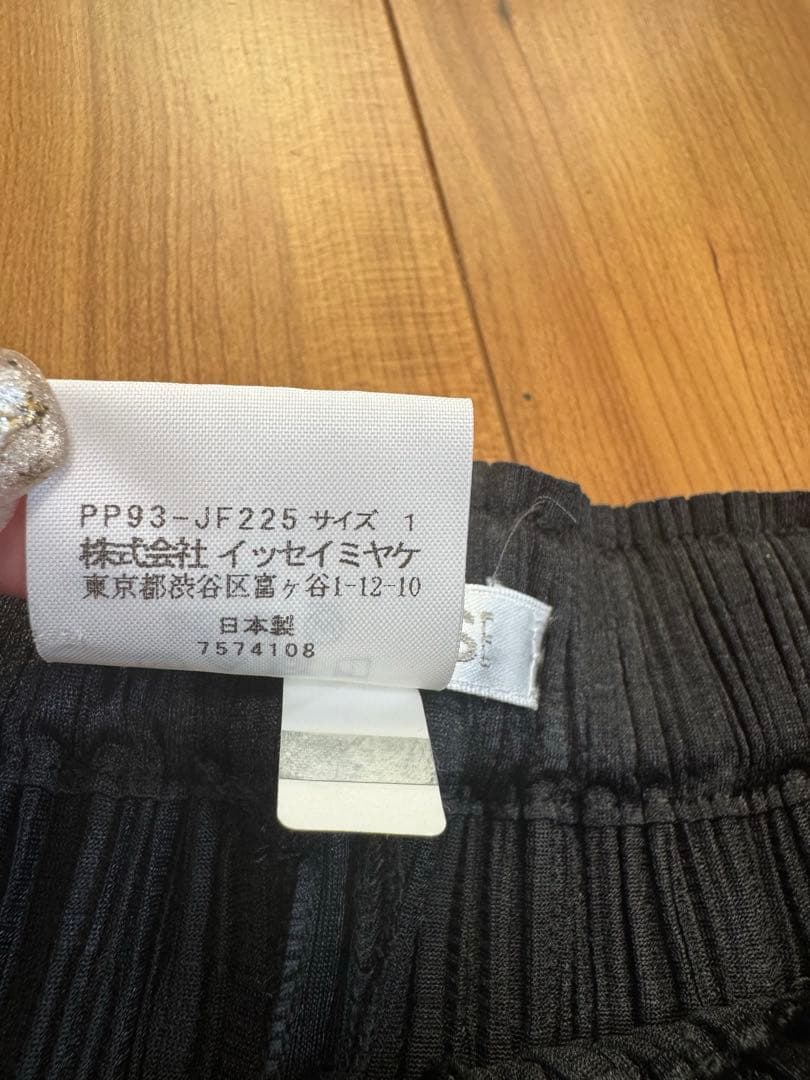 PP93-JF225 サイズ 1
株式会社 イッセイミヤケ
東京都渋谷区富ヶ谷1-12-10
日本製
7574108
S